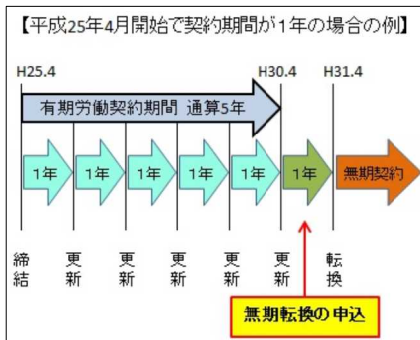 【平成25年4月開始で契約期間が1年の場合の例】
H25.4 H30.4 H31.4
有期労働契約期間 通算5年
1年 1年 1年 1年 1年 1年 無期契約
締結 更新 更新 更新 更新 更新 転換
無期転換の申込